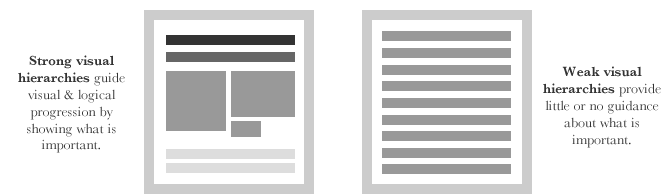 Strong visual
hierarchies guide
visual & logical
progression by
showing what is
important.
Weak visual
hierarchies provide
little or no guidance
about what is
important.